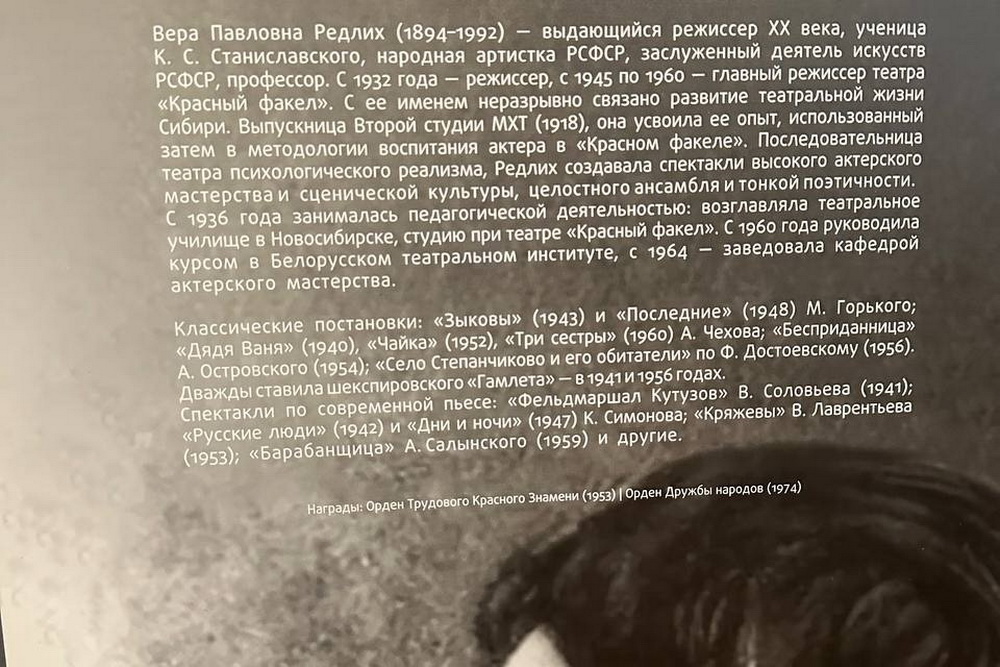 Вера Павловна Редлих (1894–1992) — выдающийся режиссер XX века, ученица
К. С. Станиславского, народная артистка РСФСР, заслуженный деятель искусств
РСФСР, профессор. С 1932 года — режиссер, с 1945 по 1960 — главный режиссер театра
«Красный факел». С ее именем неразрывно связано развитие театральной жизни
Сибири. Выпускница Второй студии МХТ (1918), она усвоила ее опыт, использованный
затем в методологии воспитания актера в «Красном факеле». Последовательница
театра психологического реализма, Редлих создавала спектакли высокого актерского
мастерства и сценической культуры, целостного ансамбля и тонкой поэтичности.
С 1936 года занималась педагогической деятельностью: возглавляла театральное
училище в Новосибирске, студию при театре «Красный факел». С 1960 года руководила
курсом в Белорусском театральном институте, с 1964 — заведовала кафедрой
актерского мастерства.
Классические постановки: «Зыковы» (1943) и «Последние» (1948) М. Горького;
«Дядя Ваня» (1940), «Чайка» (1952), «Три сестры» (1960) А. Чехова; «Бесприданница»
А. Островского (1954); «Село Степанчиково и его обитатели» по Ф. Достоевскому (1956).
Дважды ставила шекспировского «Гамлета» — в 1941 и 1956 годах.
Спектакли по современной пьесе: «Фельдмаршал Кутузов» В. Соловьева (1941);
«Русские люди» (1942) и «Дни и ночи» (1947) К. Симонова; «Кряжевы» В. Лаврентьева
(1953); «Барабанщица» А. Салынского (1959) и другие.
Награды: Орден Трудового Красного Знамени (1953) | Орден Дружбы народов (1974)